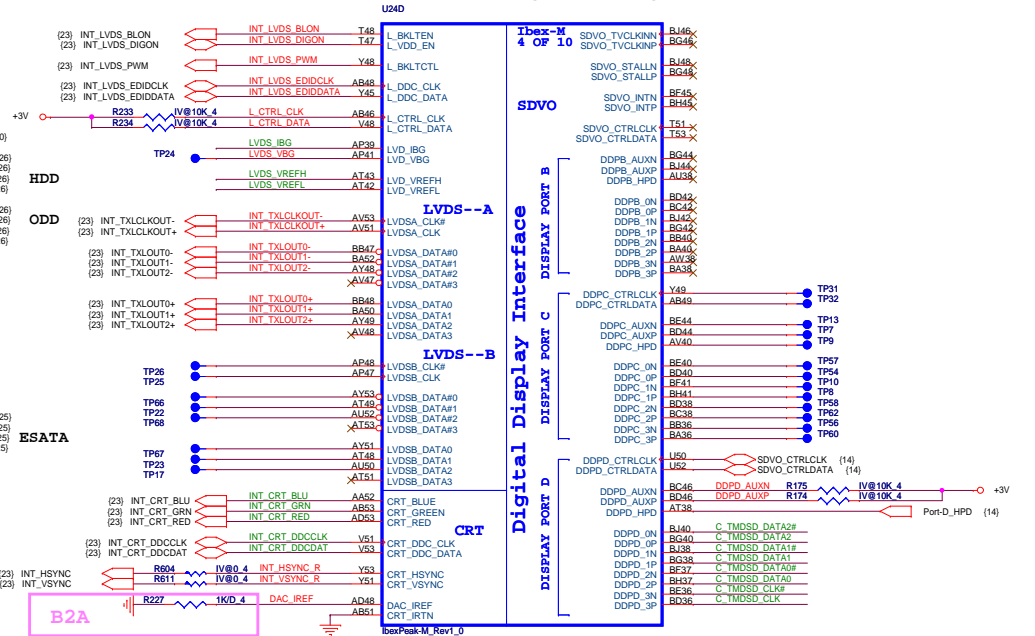 U24D
Ibex-M
4 OF 10
{23} INT_LVDS_BLON INT_LVDS_BLON T48 L_BKLTEN
{23} INT_LVDS_DIGON INT_LVDS_DIGON T47 L_VDD_EN
{23} INT_LVDS_PWM INT_LVDS_PWM Y48 L_BKLTCTL
{23} INT_LVDS_EDIDCLK INT_LVDS_EDIDCLK AB48 L_DDC_CLK
{23} INT_LVDS_EDIDDATA INT_LVDS_EDIDDATA Y45 L_DDC_DATA
+3V R233 IV@10K_4 L_CTRL_CLK AB46 L_CTRL_CLK
R234 IV@10K_4 L_CTRL_DATA V48 L_CTRL_DATA
LVDS_IBG AP39 LVD_IBG
TP24 LVDS_VBG AP41 LVD_VBG
LVDS_VREFH AT43 LVD_VREFH
LVDS_VREFL AT42 LVD_VREFL
HDD
ODD
ESATA
LVDS--A
{23} INT_TXLCLKOUT- INT_TXLCLKOUT- AV53 LVDSA_CLK#
{23} INT_TXLCLKOUT+ INT_TXLCLKOUT+ AV51 LVDSA_CLK
{23} INT_TXLOUT0- INT_TXLOUT0- BB47 LVDSA_DATA#0
{23} INT_TXLOUT1- INT_TXLOUT1- BA52 LVDSA_DATA#1
{23} INT_TXLOUT2- INT_TXLOUT2- AY48 LVDSA_DATA#2
AV47 LVDSA_DATA#3
{23} INT_TXLOUT0+ INT_TXLOUT0+ BB48 LVDSA_DATA0
{23} INT_TXLOUT1+ INT_TXLOUT1+ BA50 LVDSA_DATA1
{23} INT_TXLOUT2+ INT_TXLOUT2+ AY49 LVDSA_DATA2
AV48 LVDSA_DATA3
LVDS--B
TP26 AP48 LVDSB_CLK#
TP25 AP47 LVDSB_CLK
TP66 AY53 LVDSB_DATA#0
TP22 AT49 LVDSB_DATA#1
TP68 AU52 LVDSB_DATA#2
AT53 LVDSB_DATA#3
TP67 AY51 LVDSB_DATA0
TP23 AT48 LVDSB_DATA1
TP17 AU50 LVDSB_DATA2
AT51 LVDSB_DATA3
{23} INT_CRT_BLU INT_CRT_BLU AA52 CRT_BLUE
{23} INT_CRT_GRN INT_CRT_GRN AB53 CRT_GREEN
{23} INT_CRT_RED INT_CRT_RED AD53 CRT_RED
CRT
{23} INT_CRT_DDCCLK INT_CRT_DDCCLK V51 CRT_DDC_CLK
{23} INT_CRT_DDCDAT INT_CRT_DDCDAT V53 CRT_DDC_DATA
INT_HSYNC R604 IV@0_4 INT_HSYNC_R Y53 CRT_HSYNC
INT_VSYNC R611 IV@0_4 INT_VSYNC_R Y51 CRT_VSYNC
R227 1K/D_4 DAC_IREF AD48 DAC_IREF
AB51 CRT_IRTN
B2A
IbexPeak-M_Rev1_0
Digital Display Interface
SDVO_TVCLKINN BJ46
SDVO_TVCLKINP BG46
SDVO_STALLN BJ48
SDVO_STALLP BG48
SDVO_INTN BF45
SDVO_INTP BH45
SDVO
SDVO_CTRLCLK T51
SDVO_CTRLDATA T53
DISPLAY PORT B
DDPB_AUXN BG44
DDPB_AUXP BJ44
DDPB_HPD AU38
DDPB_0N BD42
DDPB_0P BC42
DDPB_1N BJ42
DDPB_1P BG42
DDPB_2N BB40
DDPB_2P BA40
DDPB_3N AW38
DDPB_3P BA38
DISPLAY PORT C
DDPC_CTRLCLK Y49 TP31
DDPC_CTRLDATA AB49 TP32
DDPC_AUXN BE44 TP13
DDPC_AUXP BD44 TP7
DDPC_HPD AV40 TP9
DDPC_0N BE40 TP57
DDPC_0P BD40 TP54
DDPC_1N BF41 TP10
DDPC_1P BH41 TP8
DDPC_2N BD38 TP58
DDPC_2P BC38 TP62
DDPC_3N BB36 TP56
DDPC_3P BA36 TP60
DISPLAY PORT D
DDPD_CTRLCLK U50 SDVO_CTRLCLK {14}
DDPD_CTRLDATA U52 SDVO_CTRLDATA {14}
DDPD_AUXN BC46 DDPD_AUXN R175 IV@10K_4 +3V
DDPD_AUXP BD46 DDPD_AUXP R174 IV@10K_4
DDPD_HPD AT38 Port-D_HPD {14}
DDPD_0N BJ40 C_TMDSD_DATA2#
DDPD_0P BG40 C_TMDSD_DATA2
DDPD_1N BJ38 C_TMDSD_DATA1#
DDPD_1P BG38 C_TMDSD_DATA1
DDPD_2N BF37 C_TMDSD_DATA0#
DDPD_2P BH37 C_TMDSD_DATA0
DDPD_3N BE36 C_TMDSD_CLK#
DDPD_3P BD36 C_TMDSD_CLK